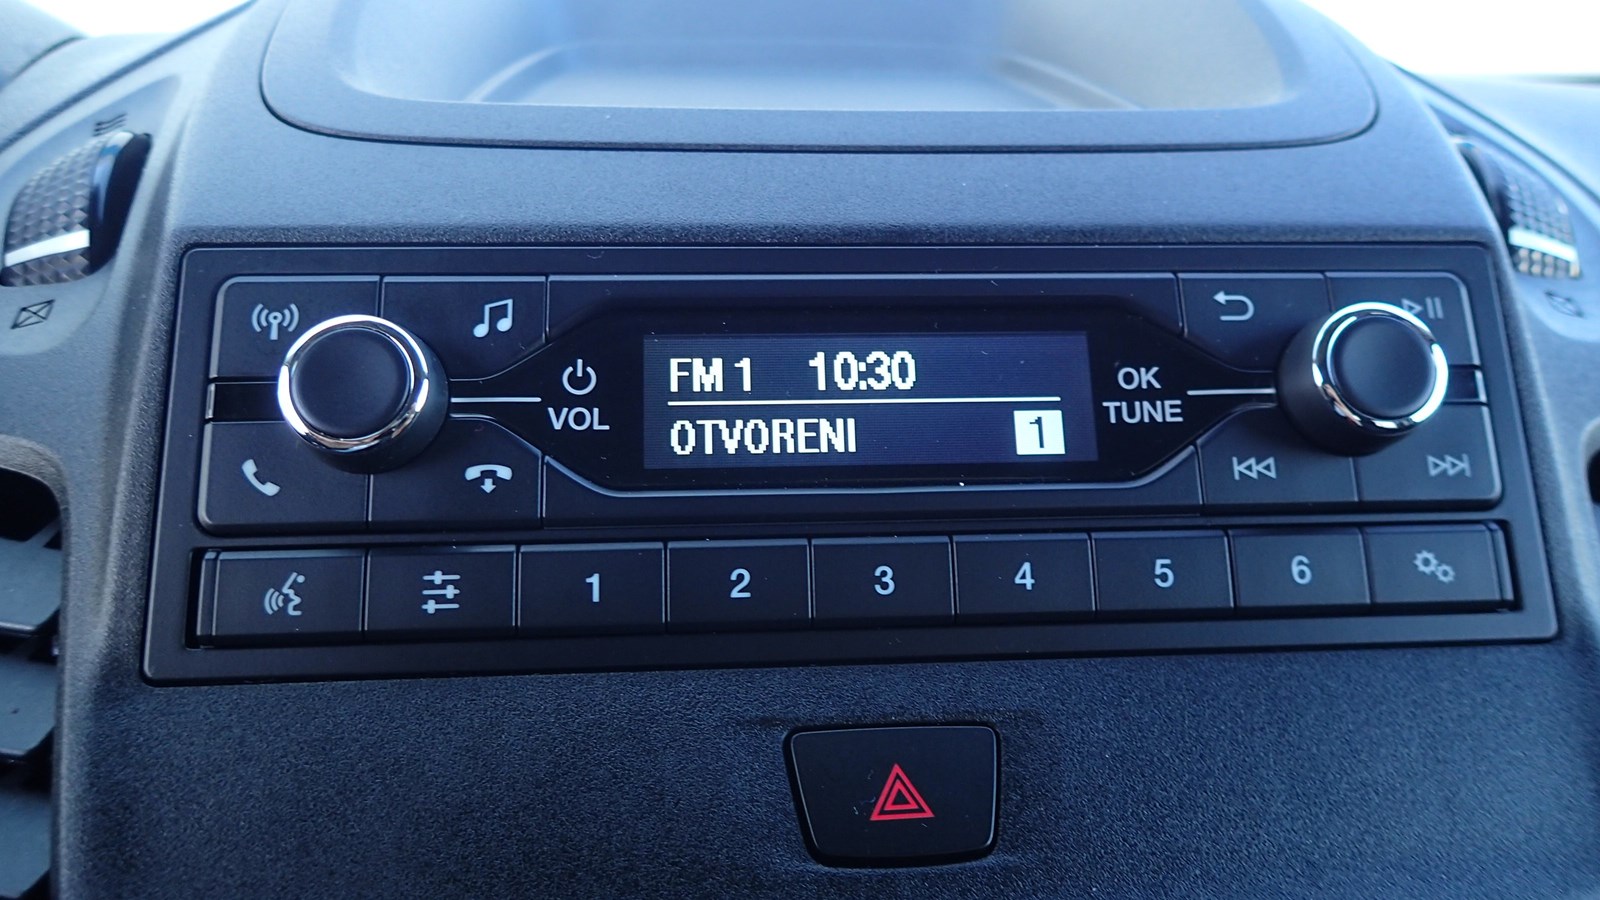 FM 1 10:30
OTVORENI 1
VOL
OK
TUNE
1 2 3 4 5 6